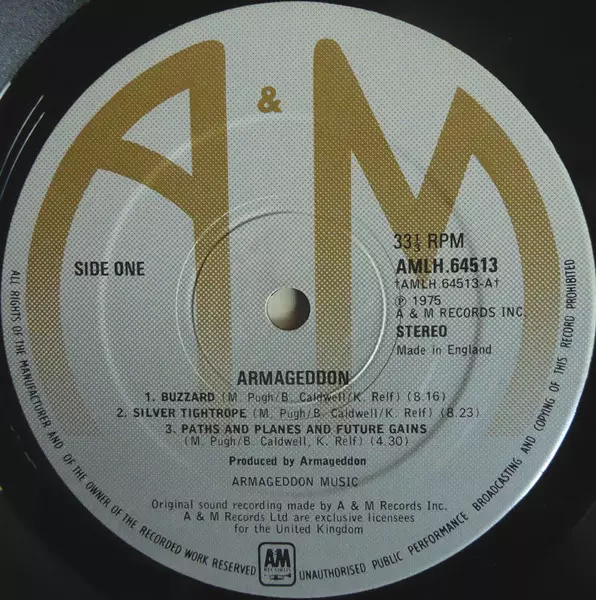 A & M
SIDE ONE
33⅓ RPM
AMLH.64513
†AMLH.64513-A†
℗ 1975
A & M RECORDS INC.
STEREO
Made in England
ARMAGEDDON
1. BUZZARD (M. Pugh/B. Caldwell/K. Relf) (8.16)
2. SILVER TIGHTROPE (M. Pugh/B. Caldwell/K. Relf) (8.23)
3. PATHS AND PLANES AND FUTURE GAINS
(M. Pugh/B. Caldwell, K. Relf) (4.30)
Produced by Armageddon
ARMAGEDDON MUSIC
Original sound recording made by A & M Records Inc.
A & M Records Ltd are exclusive licensees
for the United Kingdom
ALL RIGHTS OF THE MANUFACTURER AND OF THE OWNER OF THE RECORDED WORK RESERVED
AM
RECORDS
UNAUTHORISED PUBLIC PERFORMANCE BROADCASTING AND COPYING OF THIS RECORD PROHIBITED